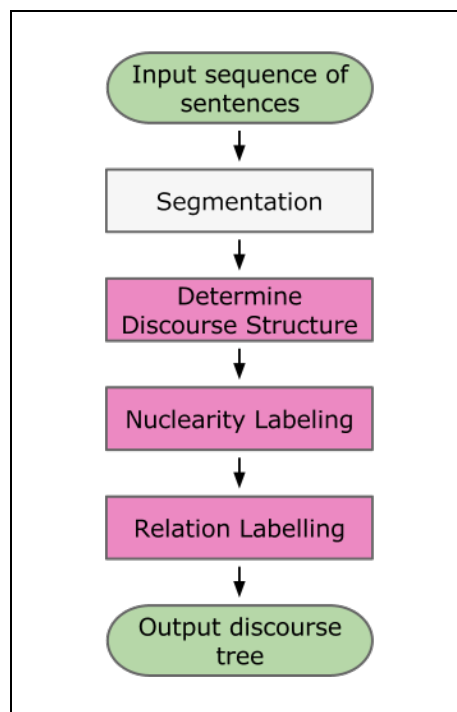 Input sequence of
sentences
Segmentation
Determine
Discourse Structure
Nuclearity Labeling
Relation Labelling
Output discourse
tree